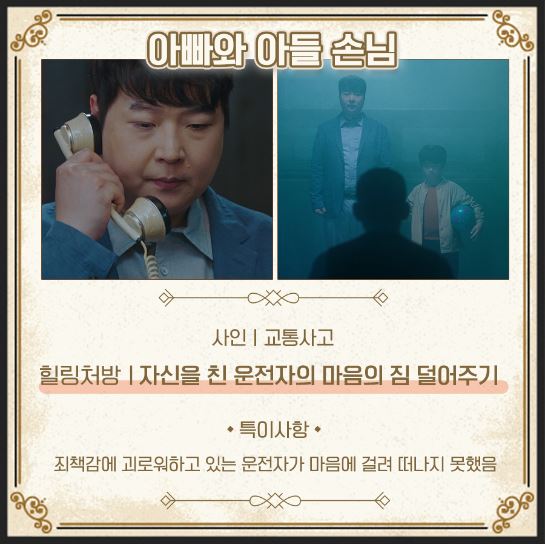 아빠와 아들 손님
사인 | 교통사고
힐링처방 | 자신을 친 운전자의 마음의 짐 덜어주기
• 특이사항 •
죄책감에 괴로워하고 있는 운전자가 마음에 걸려 떠나지 못했음